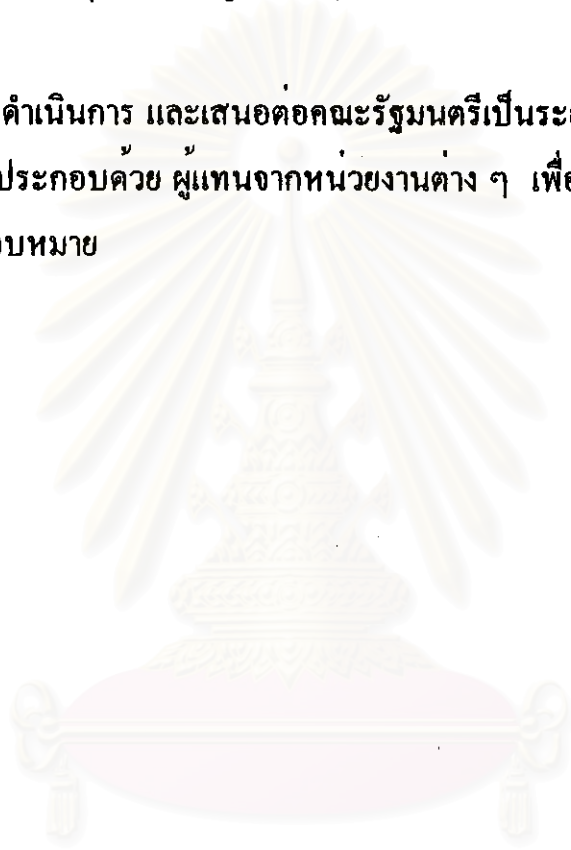 ดำเนินการ และเสนอต่อคณะรัฐมนตรีเป็นระ
ประกอบด้วย ผู้แทนจากหน่วยงานต่าง ๆ เพื่อ
บหมาย